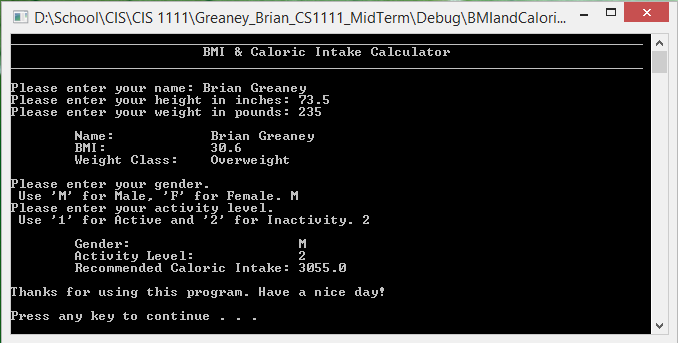 D:\School\CIS\CIS 1111\Greaney_Brian_CS1111_MidTerm\Debug\BMIandCalori...
BMI & Caloric Intake Calculator
Please enter your name: Brian Greaney
Please enter your height in inches: 73.5
Please enter your weight in pounds: 235
Name: Brian Greaney
BMI: 30.6
Weight Class: Overweight
Please enter your gender.
Use 'M' for Male, 'F' for Female. M
Please enter your activity level.
Use '1' for Active and '2' for Inactivity. 2
Gender: M
Activity Level: 2
Recommended Caloric Intake: 3055.0
Thanks for using this program. Have a nice day!
Press any key to continue . . .